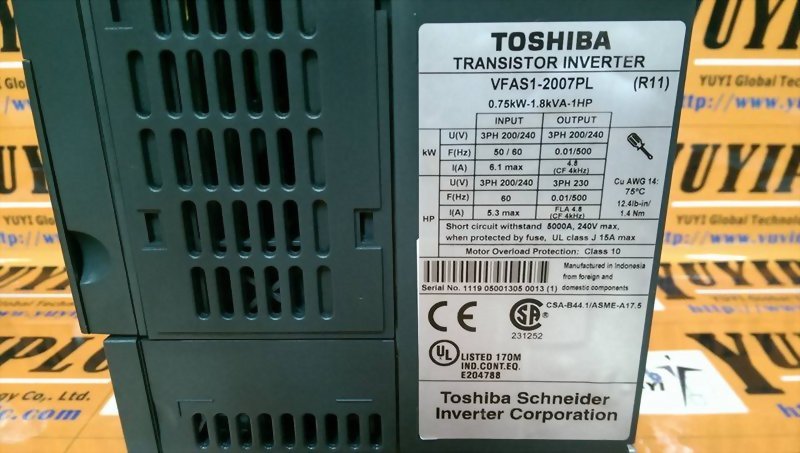 TOSHIBA
TRANSISTOR INVERTER
VFAS1-2007PL (R11)
0.75kW-1.8kVA-1HP
INPUT OUTPUT
kW U(V) 3PH 200/240 3PH 200/240
F(Hz) 50 / 60 0.01/500
I(A) 6.1 max 4.8 (CF 4kHz)
HP U(V) 3PH 200/240 3PH 230
F(Hz) 60 0.01/500
I(A) 5.3 max FLA 4.8 (CF 4kHz)
Cu AWG 14:
75°C
12.4lb-in/
1.4 Nm
Short circuit withstand 5000A, 240V max,
when protected by fuse, UL class J 15A max
Motor Overload Protection: Class 10
Manufactured in Indonesia
from foreign and
domestic components
Serial No. 1119 05001305 0013 (1)
CE
SA
231252
CSA-B44.1/ASME-A17.5
UL
LISTED 170M
IND.CONT.EQ.
E204788
Toshiba Schneider
Inverter Corporation
YUYI Global Technology
YUYIPLC
http://www.yuyi